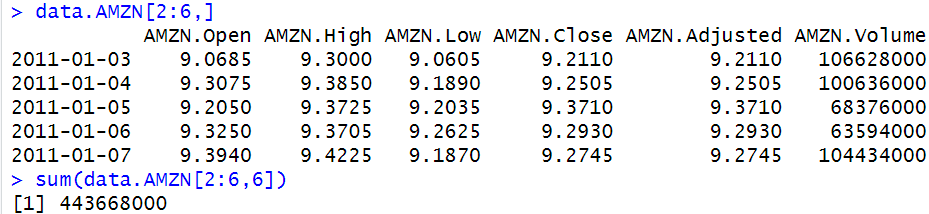 > data.AMZN[2:6,]
AMZN.Open AMZN.High AMZN.Low AMZN.Close AMZN.Adjusted AMZN.Volume
2011-01-03 9.0685 9.3000 9.0605 9.2110 9.2110 106628000
2011-01-04 9.3075 9.3850 9.1890 9.2505 9.2505 100636000
2011-01-05 9.2050 9.3725 9.2035 9.3710 9.3710 68376000
2011-01-06 9.3250 9.3705 9.2625 9.2930 9.2930 63594000
2011-01-07 9.3940 9.4225 9.1870 9.2745 9.2745 104434000
> sum(data.AMZN[2:6,6])
[1] 443668000